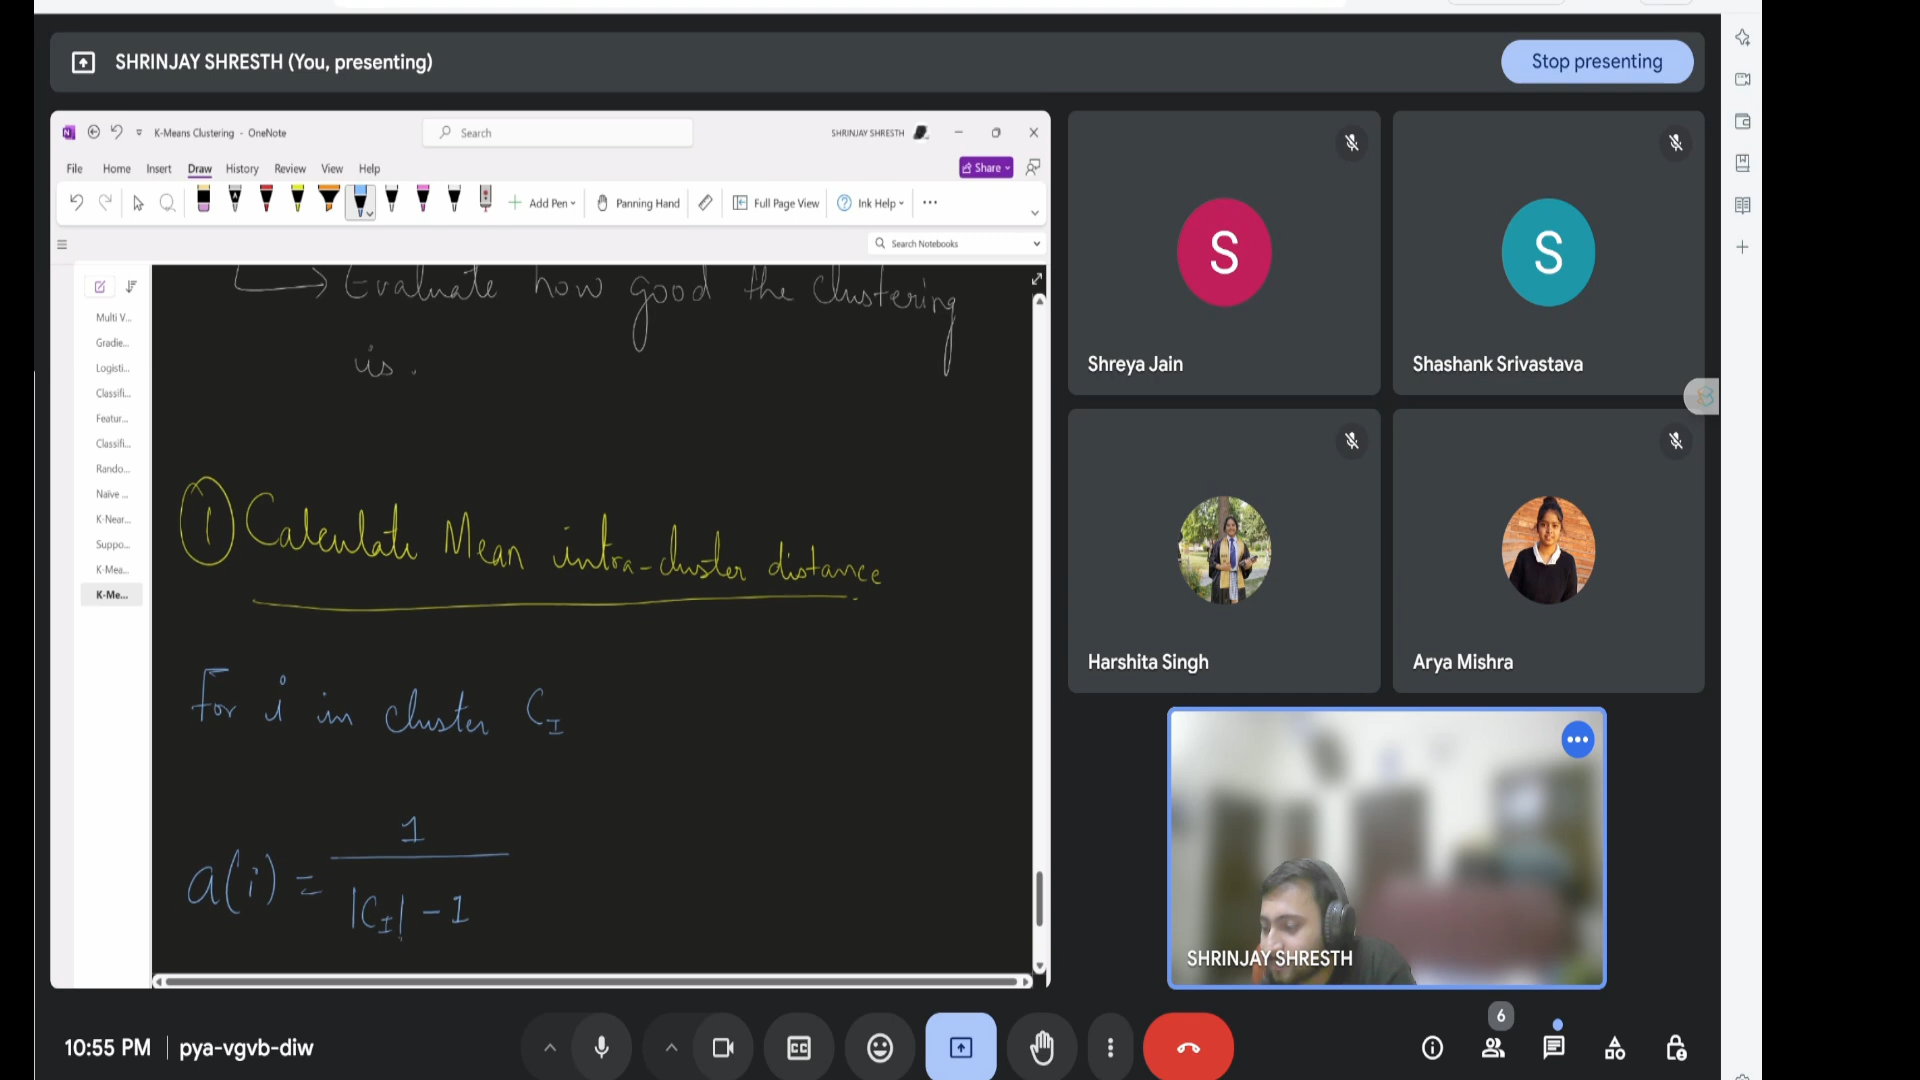 SHRINJAY SHRESTH (You, presenting)
Stop presenting
K-Means Clustering - OneNote
Search
SHRINJAY SHRESTH
File Home Insert Draw History Review View Help
Share
Add Pen
Panning Hand
Full Page View
Ink Help
Search Notebooks
Multi V...
Gradie...
Logisti...
Classifi...
Featur...
Classifi...
Rando...
Naive ...
K-Near...
Suppo...
K-Mea...
K-Me...
Evaluate how good the clustering
is.
① Calculate Mean intra-cluster distance
For i in cluster C_I
a(i) = 1
|C_I| - 1
S
Shreya Jain
S
Shashank Srivastava
Harshita Singh
Arya Mishra
SHRINJAY SHRESTH
10:55 PM | pya-vgvb-diw
6